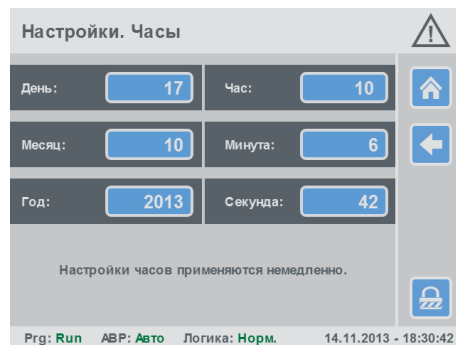 Настройки. Часы
День: 17 Час: 10
Месяц: 10 Минута: 6
Год: 2013 Секунда: 42
Настройки часов применяются немедленно.
Prg: Run АВР: Авто Логика: Норм. 14.11.2013 - 18:30:42